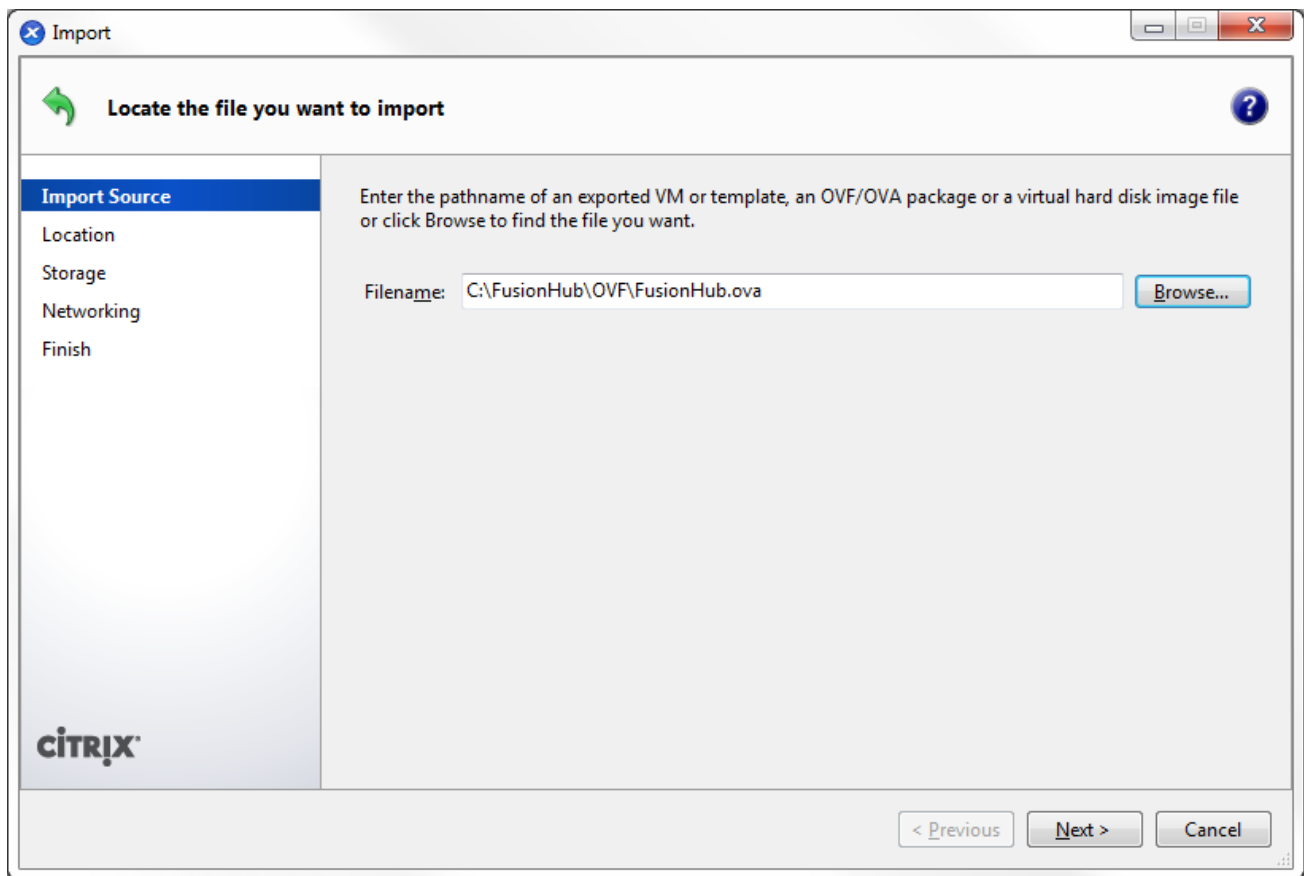 Import
Locate the file you want to import
?
Import Source
Location
Storage
Networking
Finish
Enter the pathname of an exported VM or template, an OVF/OVA package or a virtual hard disk image file
or click Browse to find the file you want.
Filename: C:\FusionHub\OVF\FusionHub.ova Browse...
CITRIX
< Previous Next > Cancel